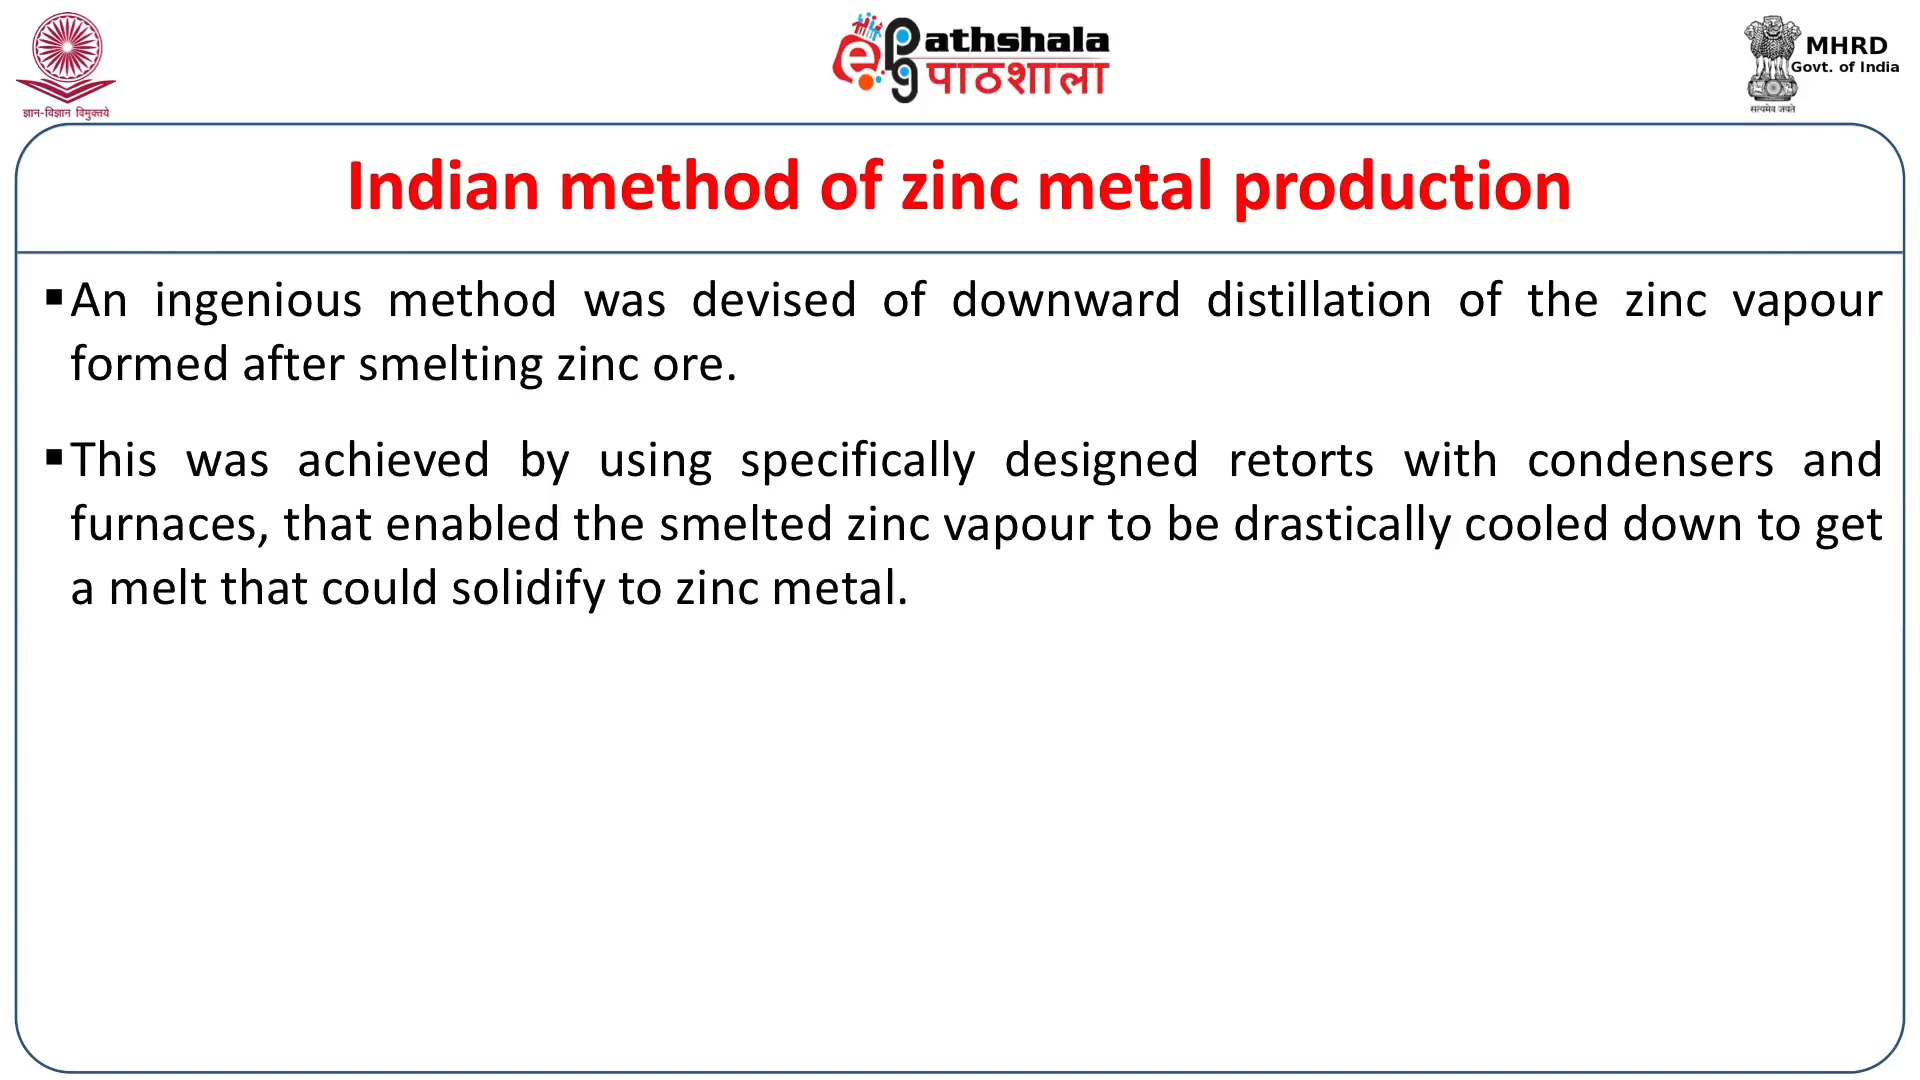 ज्ञान-विज्ञान विमुक्तये
e Pathshala
पाठशाला
MHRD
Govt. of India
सत्यमेव जयते
Indian method of zinc metal production
▪An ingenious method was devised of downward distillation of the zinc vapour
formed after smelting zinc ore.
▪This was achieved by using specifically designed retorts with condensers and
furnaces, that enabled the smelted zinc vapour to be drastically cooled down to get
a melt that could solidify to zinc metal.